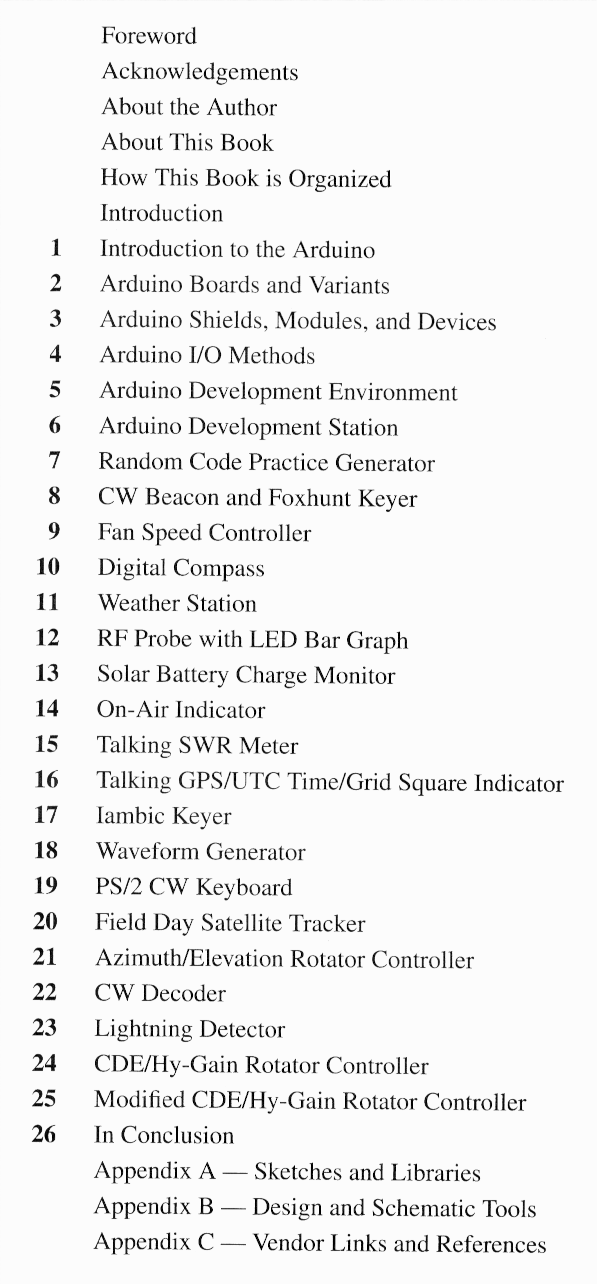 Foreword
Acknowledgements
About the Author
About This Book
How This Book is Organized
Introduction
1 Introduction to the Arduino
2 Arduino Boards and Variants
3 Arduino Shields, Modules, and Devices
4 Arduino I/O Methods
5 Arduino Development Environment
6 Arduino Development Station
7 Random Code Practice Generator
8 CW Beacon and Foxhunt Keyer
9 Fan Speed Controller
10 Digital Compass
11 Weather Station
12 RF Probe with LED Bar Graph
13 Solar Battery Charge Monitor
14 On-Air Indicator
15 Talking SWR Meter
16 Talking GPS/UTC Time/Grid Square Indicator
17 Iambic Keyer
18 Waveform Generator
19 PS/2 CW Keyboard
20 Field Day Satellite Tracker
21 Azimuth/Elevation Rotator Controller
22 CW Decoder
23 Lightning Detector
24 CDE/Hy-Gain Rotator Controller
25 Modified CDE/Hy-Gain Rotator Controller
26 In Conclusion
Appendix A — Sketches and Libraries
Appendix B — Design and Schematic Tools
Appendix C — Vendor Links and References